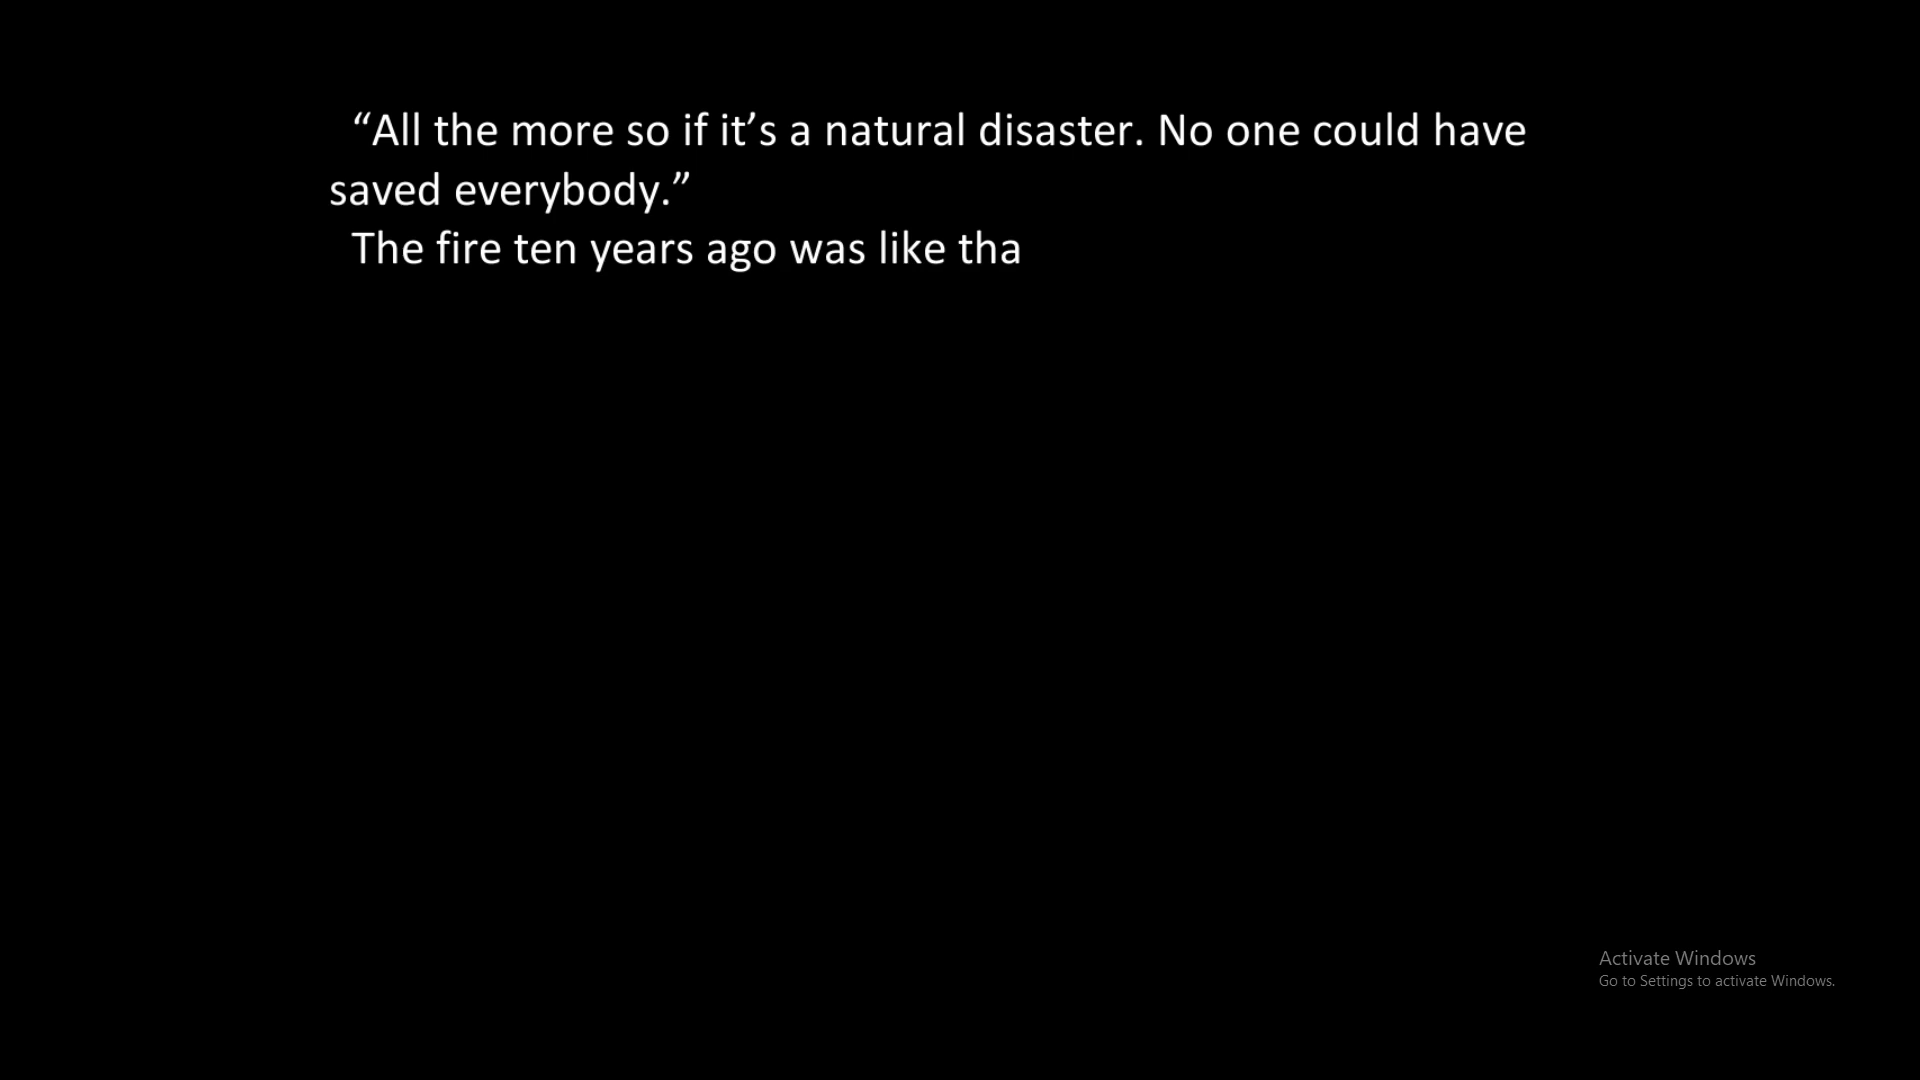 “All the more so if it’s a natural disaster. No one could have
saved everybody.”
The fire ten years ago was like tha
Activate Windows
Go to Settings to activate Windows.